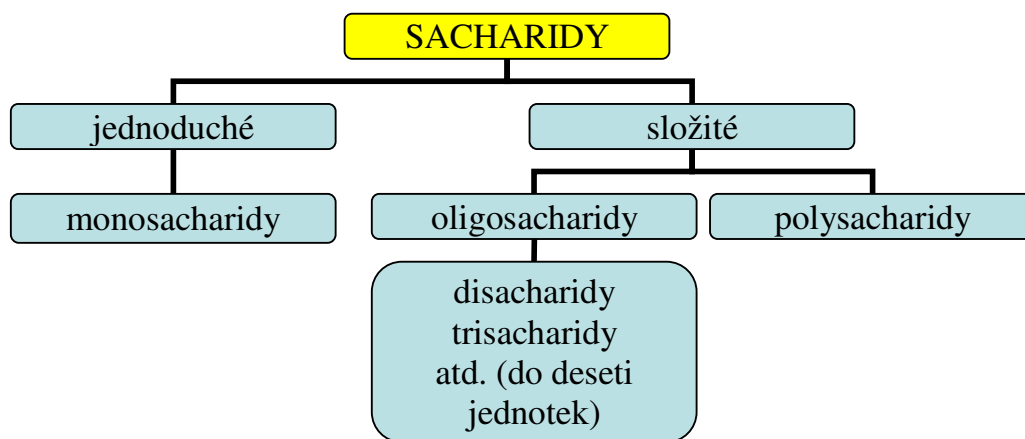 SACHARIDY
jednoduché
složité
monosacharidy
oligosacharidy
polysacharidy
disacharidy
trisacharidy
atd. (do deseti
jednotek)